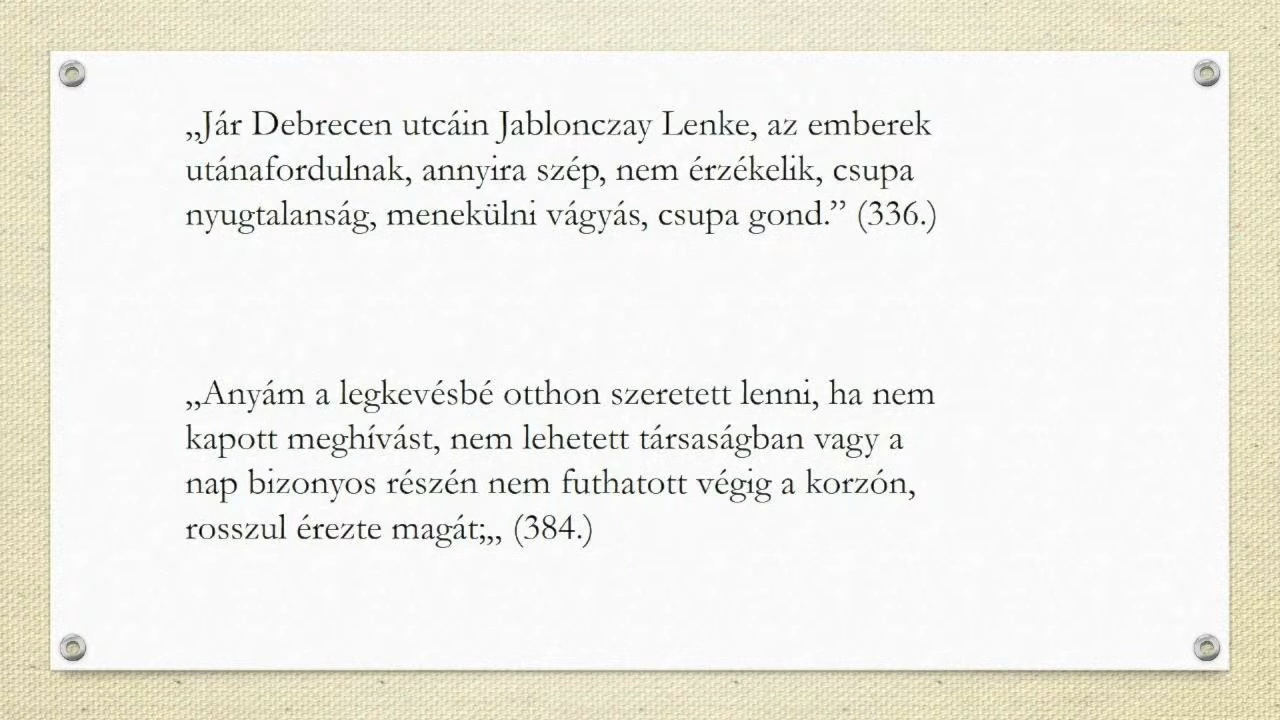 „Jár Debrecen utcáin Jablonczay Lenke, az emberek
utánafordulnak, annyira szép, nem érzékelik, csupa
nyugtalanság, menekülni vágyás, csupa gond.” (336.)
„Anyám a legkevésbé otthon szeretett lenni, ha nem
kapott meghívást, nem lehetett társaságban vagy a
nap bizonyos részén nem futhatott végig a korzón,
rosszul érezte magát;„ (384.)